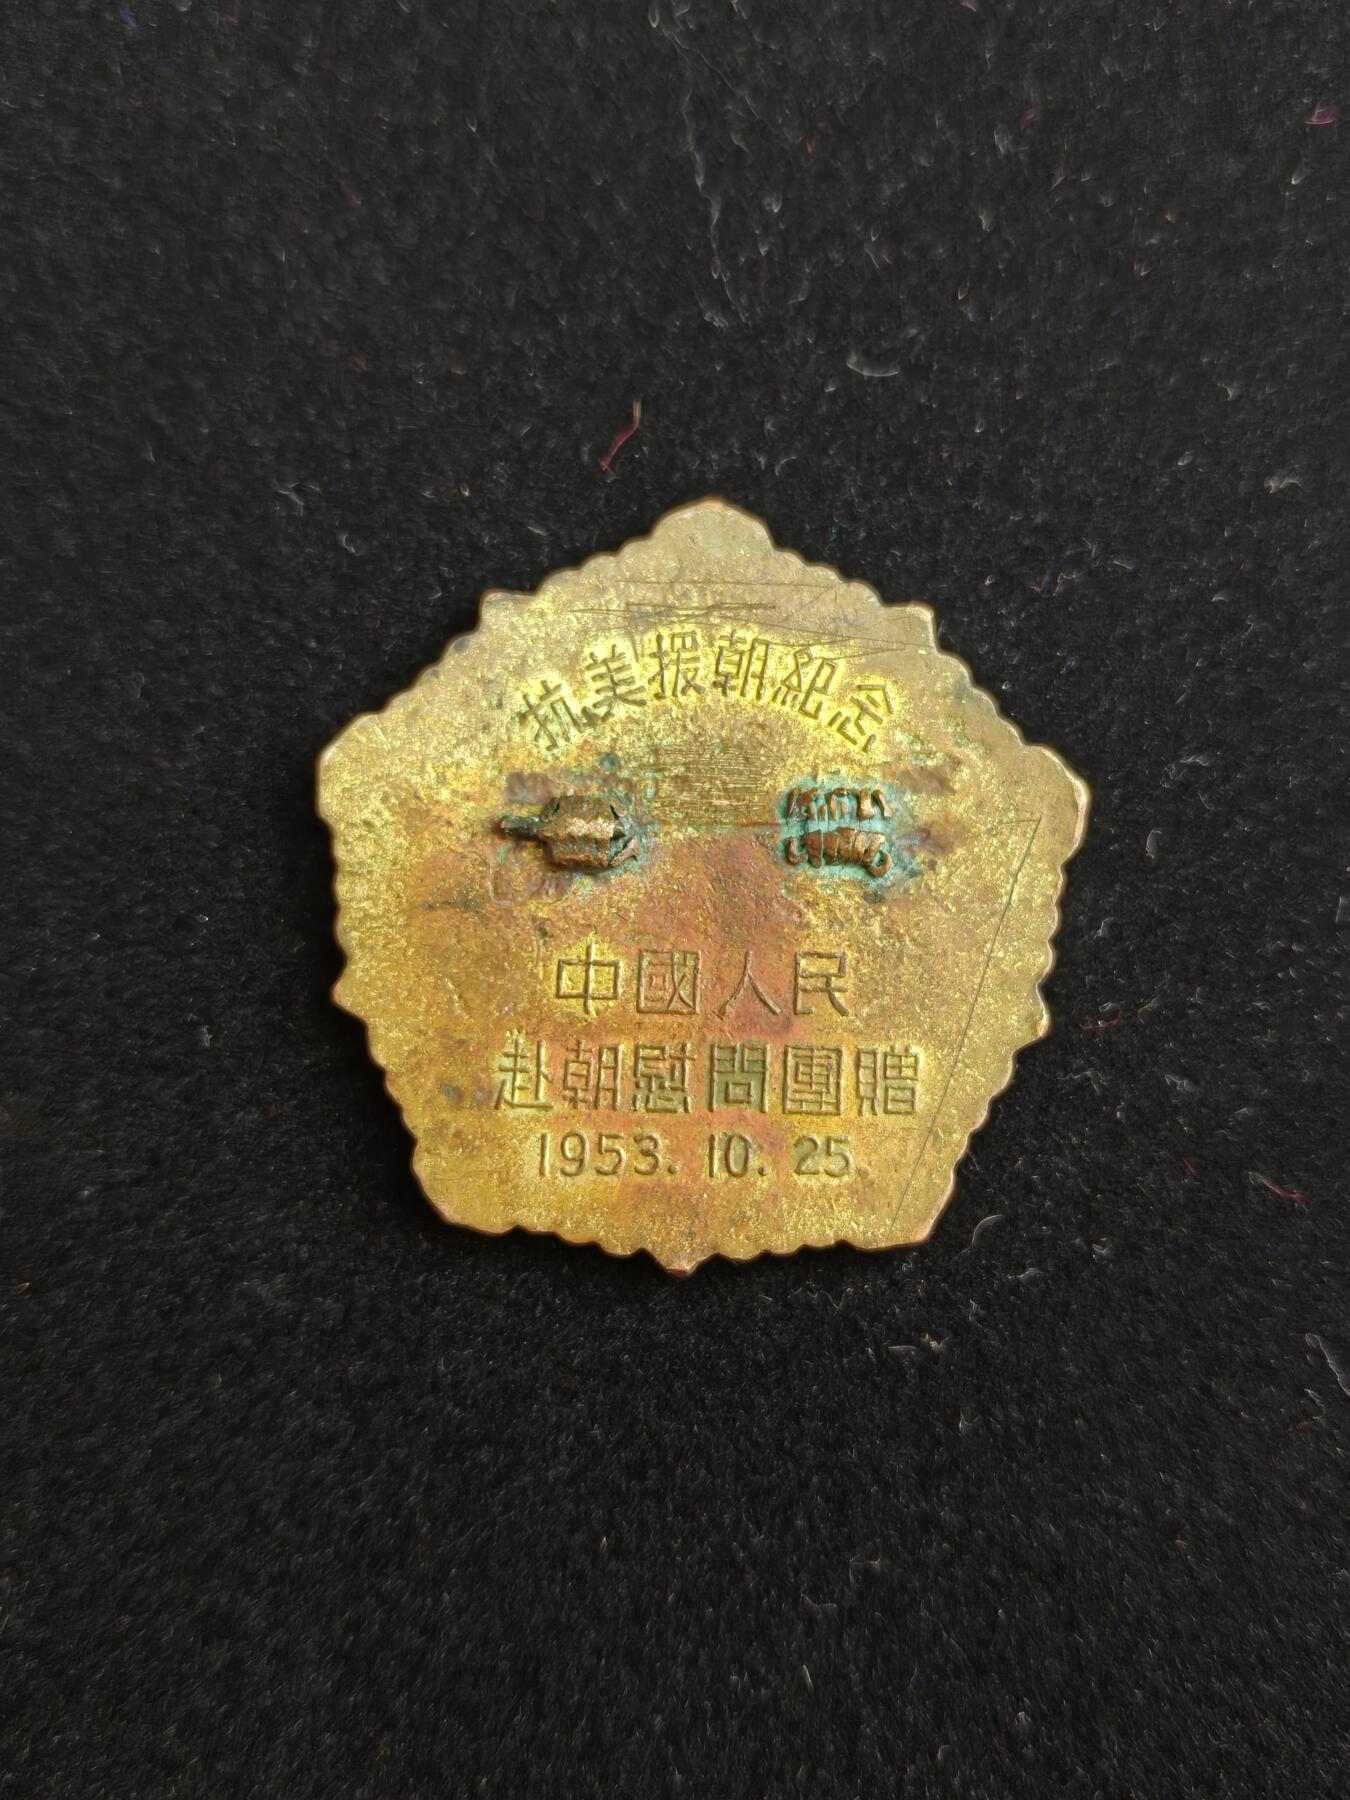 抗美援朝紀念
中國人民
赴朝慰問團贈
1953. 10. 25.